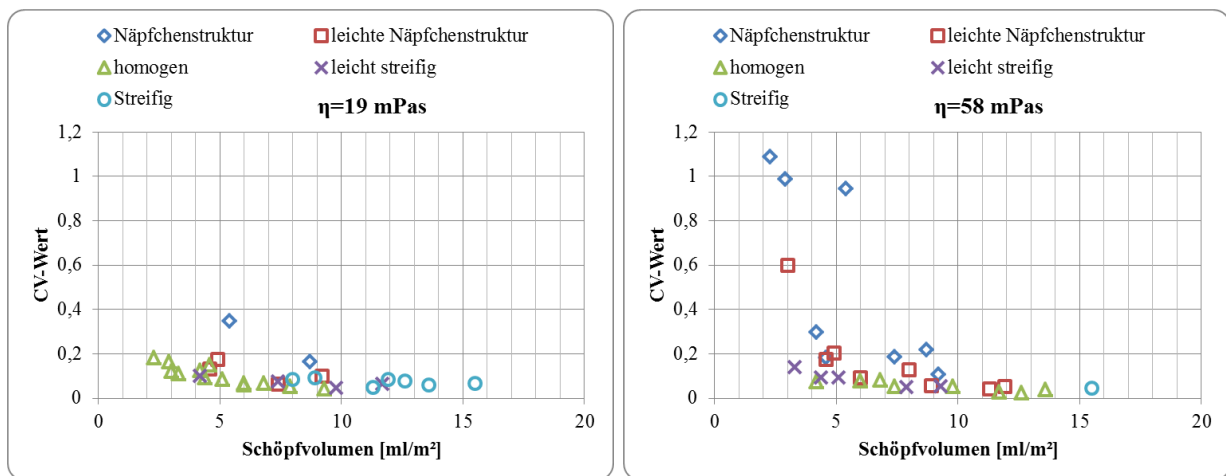 Näpfchenstruktur
leichte Näpfchenstruktur
homogen
leicht streifig
Streifig
η=19 mPas
1,2
1
0,8
0,6
0,4
0,2
0
CV-Wert
0
5
10
15
20
Schöpfvolumen [ml/m²]
Näpfchenstruktur
leichte Näpfchenstruktur
homogen
leicht streifig
Streifig
η=58 mPas
1,2
1
0,8
0,6
0,4
0,2
0
CV-Wert
0
5
10
15
20
Schöpfvolumen [ml/m²]